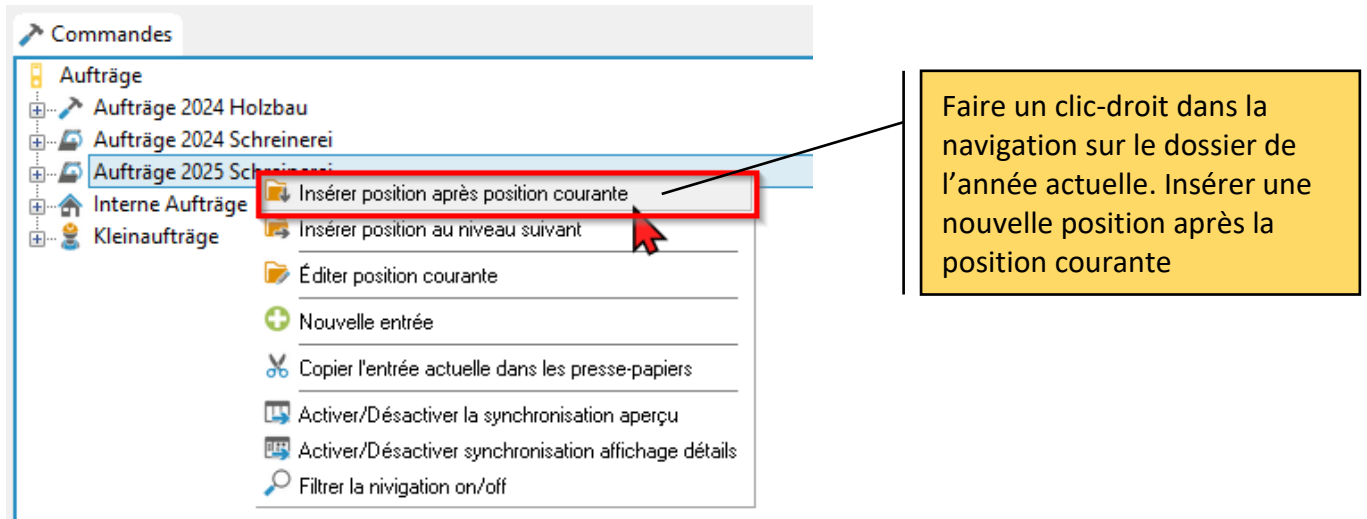 Commandes
Aufträge
Aufträge 2024 Holzbau
Aufträge 2024 Schreinerei
Aufträge 2025 Schreinerei
Interne Aufträge
Kleinaufträge
Insérer position après position courante
Insérer position au niveau suivant
Éditer position courante
Nouvelle entrée
Copier l'entrée actuelle dans les presse-papiers
Activer/Désactiver la synchronisation aperçu
Activer/Désactiver synchronisation affichage détails
Filtrer la nivigation on/off
Faire un clic-droit dans la
navigation sur le dossier de
l’année actuelle. Insérer une
nouvelle position après la
position courante